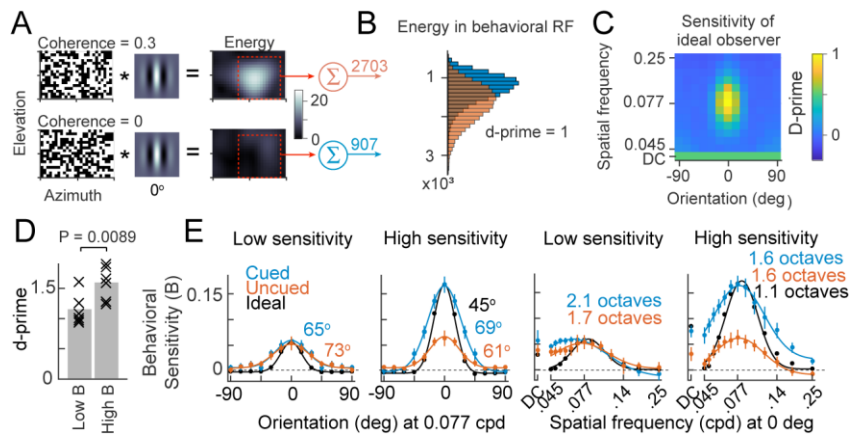 A
Coherence = 0.3
Energy
Elevation
*
=
Σ
2703
20
0
Coherence = 0
*
=
Σ
907
Azimuth
0°
B
Energy in behavioral RF
1
3
x10³
d-prime = 1
C
Sensitivity of
ideal observer
Spatial frequency
0.25
0.077
0.045
DC
-90
0
90
Orientation (deg)
1
0
D-prime
D
P = 0.0089
d-prime
1.5
0
Low B
High B
E
Low sensitivity
High sensitivity
Low sensitivity
High sensitivity
Behavioral
Sensitivity (B)
0.15
0
Cued
Uncued
Ideal
65°
73°
45°
69°
61°
2.1 octaves
1.7 octaves
1.6 octaves
1.6 octaves
1.1 octaves
-90
0
90
-90
0
90
DC
.045
.077
.14
.25
DC
.045
.077
.14
.25
Orientation (deg) at 0.077 cpd
Spatial frequency (cpd) at 0 deg